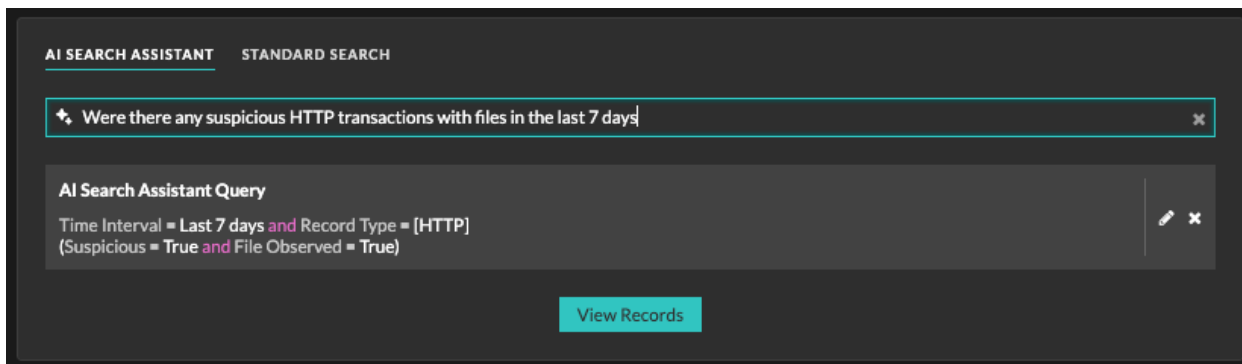 AI SEARCH ASSISTANT STANDARD SEARCH
Were there any suspicious HTTP transactions with files in the last 7 days
AI Search Assistant Query
Time Interval = Last 7 days and Record Type = [HTTP]
(Suspicious = True and File Observed = True)
View Records